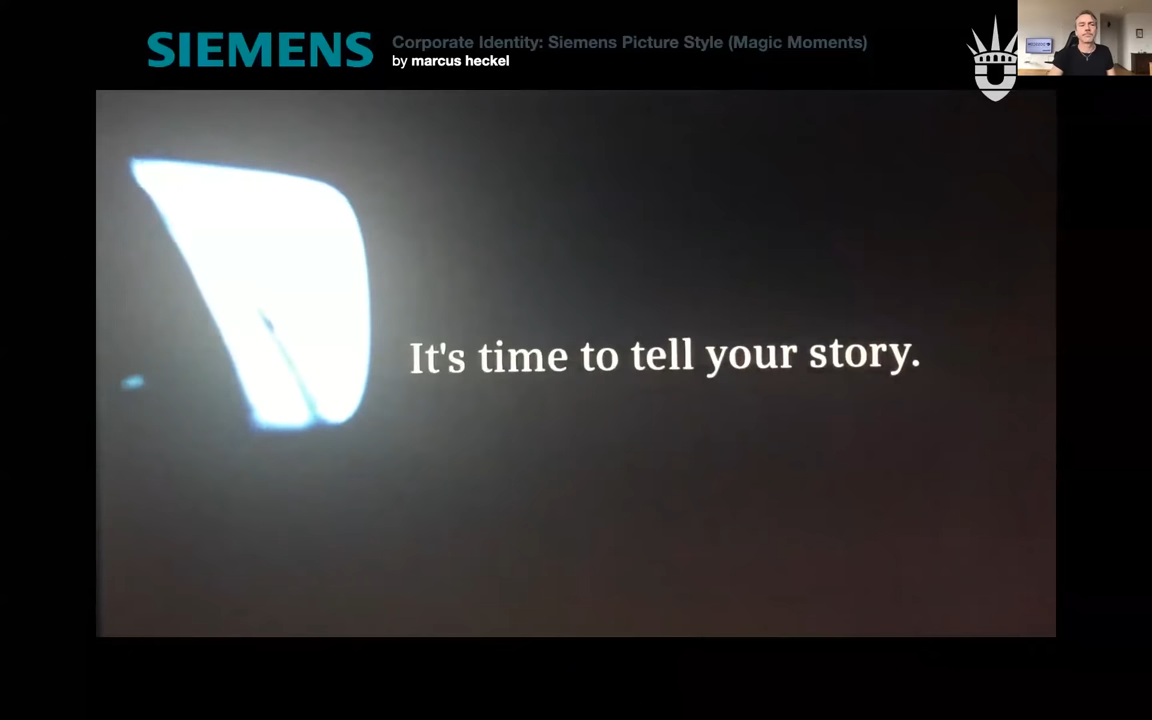 SIEMENS
Corporate Identity: Siemens Picture Style (Magic Moments)
by marcus heckel
It's time to tell your story.